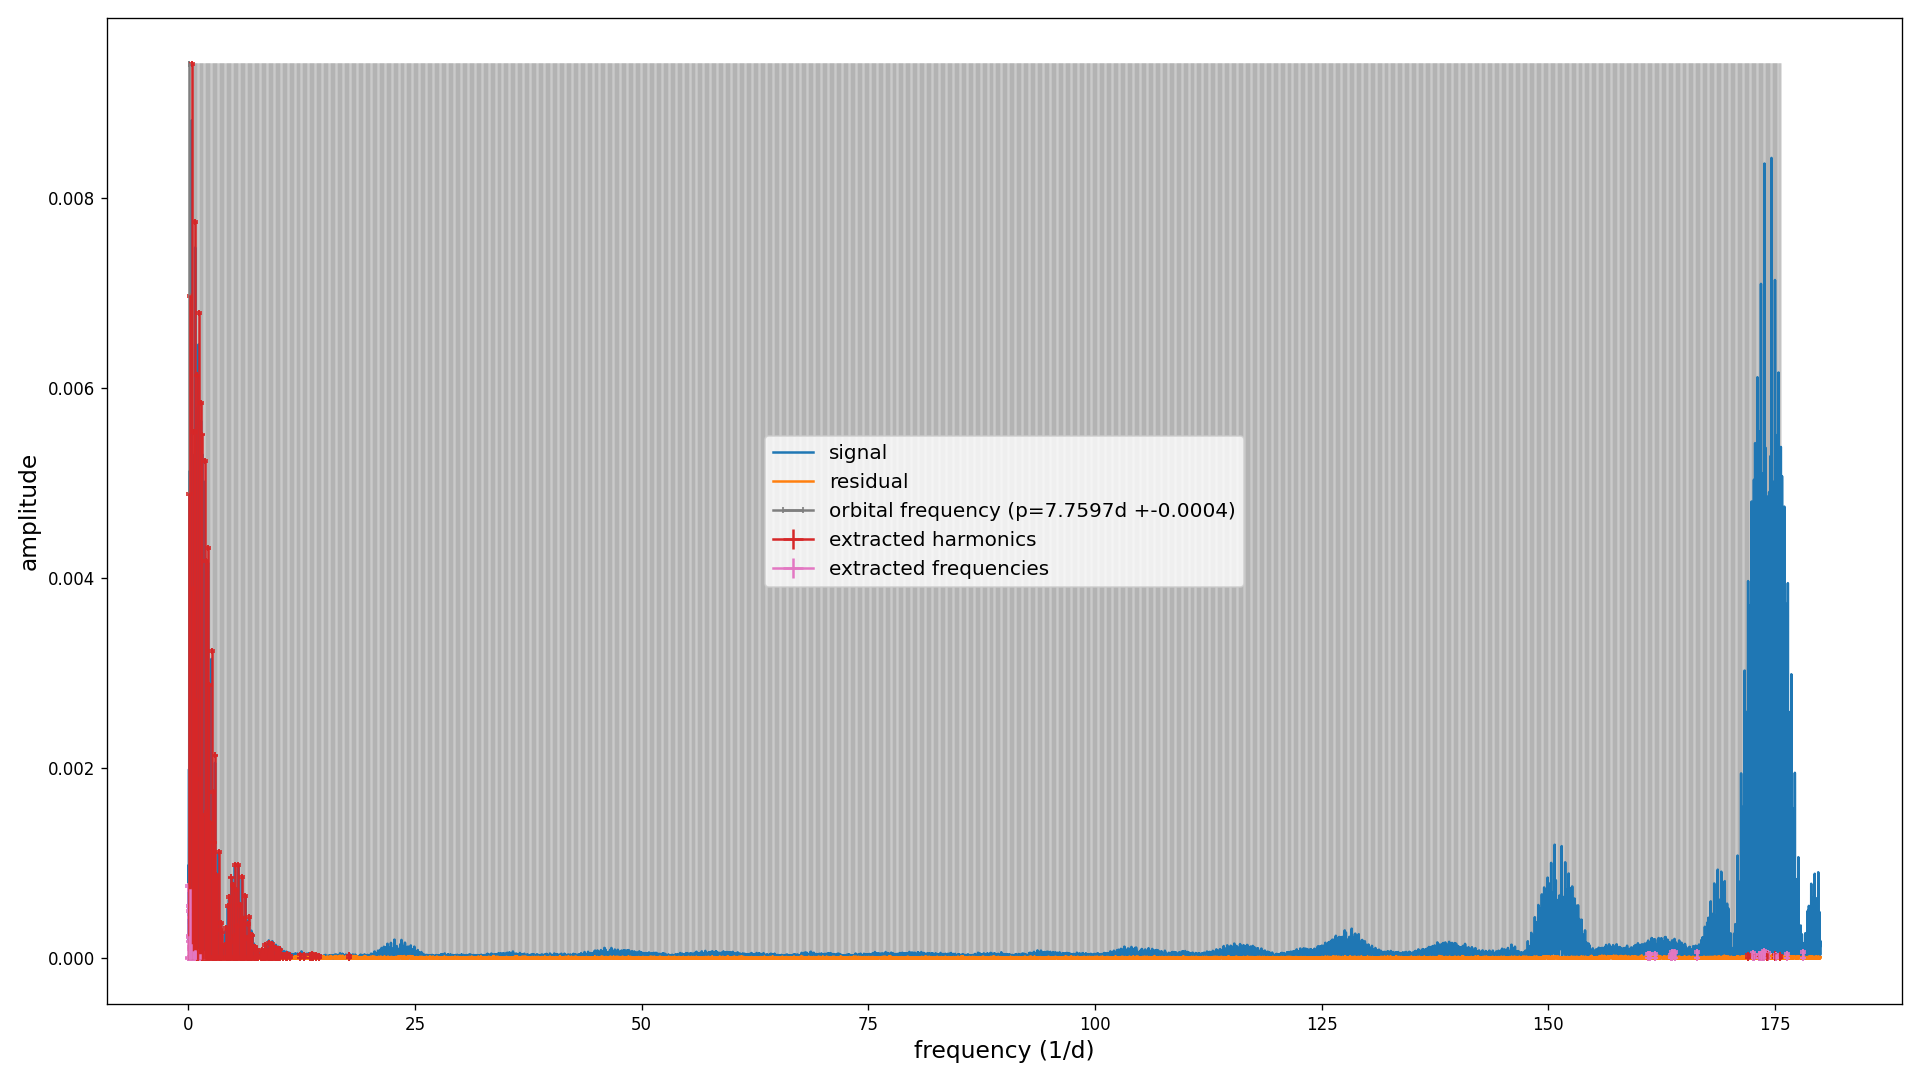 0.008
0.006
0.004
0.002
0.000
amplitude
signal
residual
orbital frequency (p=7.7597d +-0.0004)
extracted harmonics
extracted frequencies
0 25 50 75 100 125 150 175
frequency (1/d)